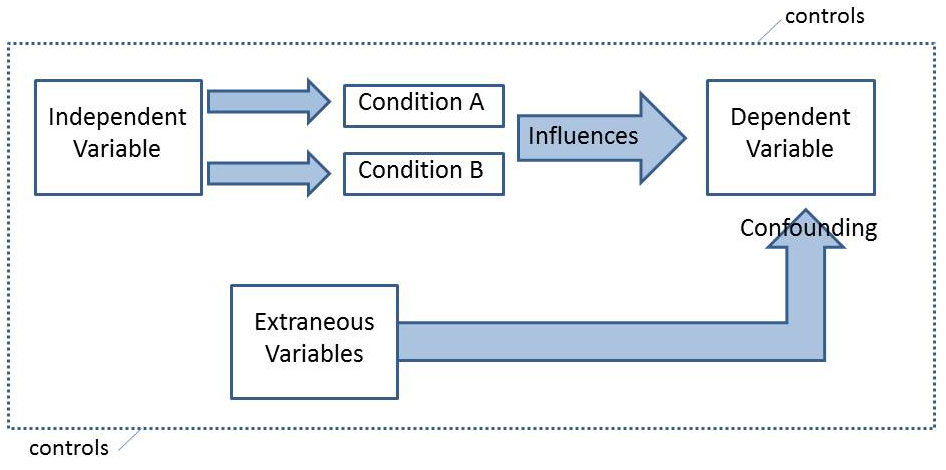 controls
Independent
Variable
Condition A
Condition B
Influences
Dependent
Variable
Confounding
Extraneous
Variables
controls